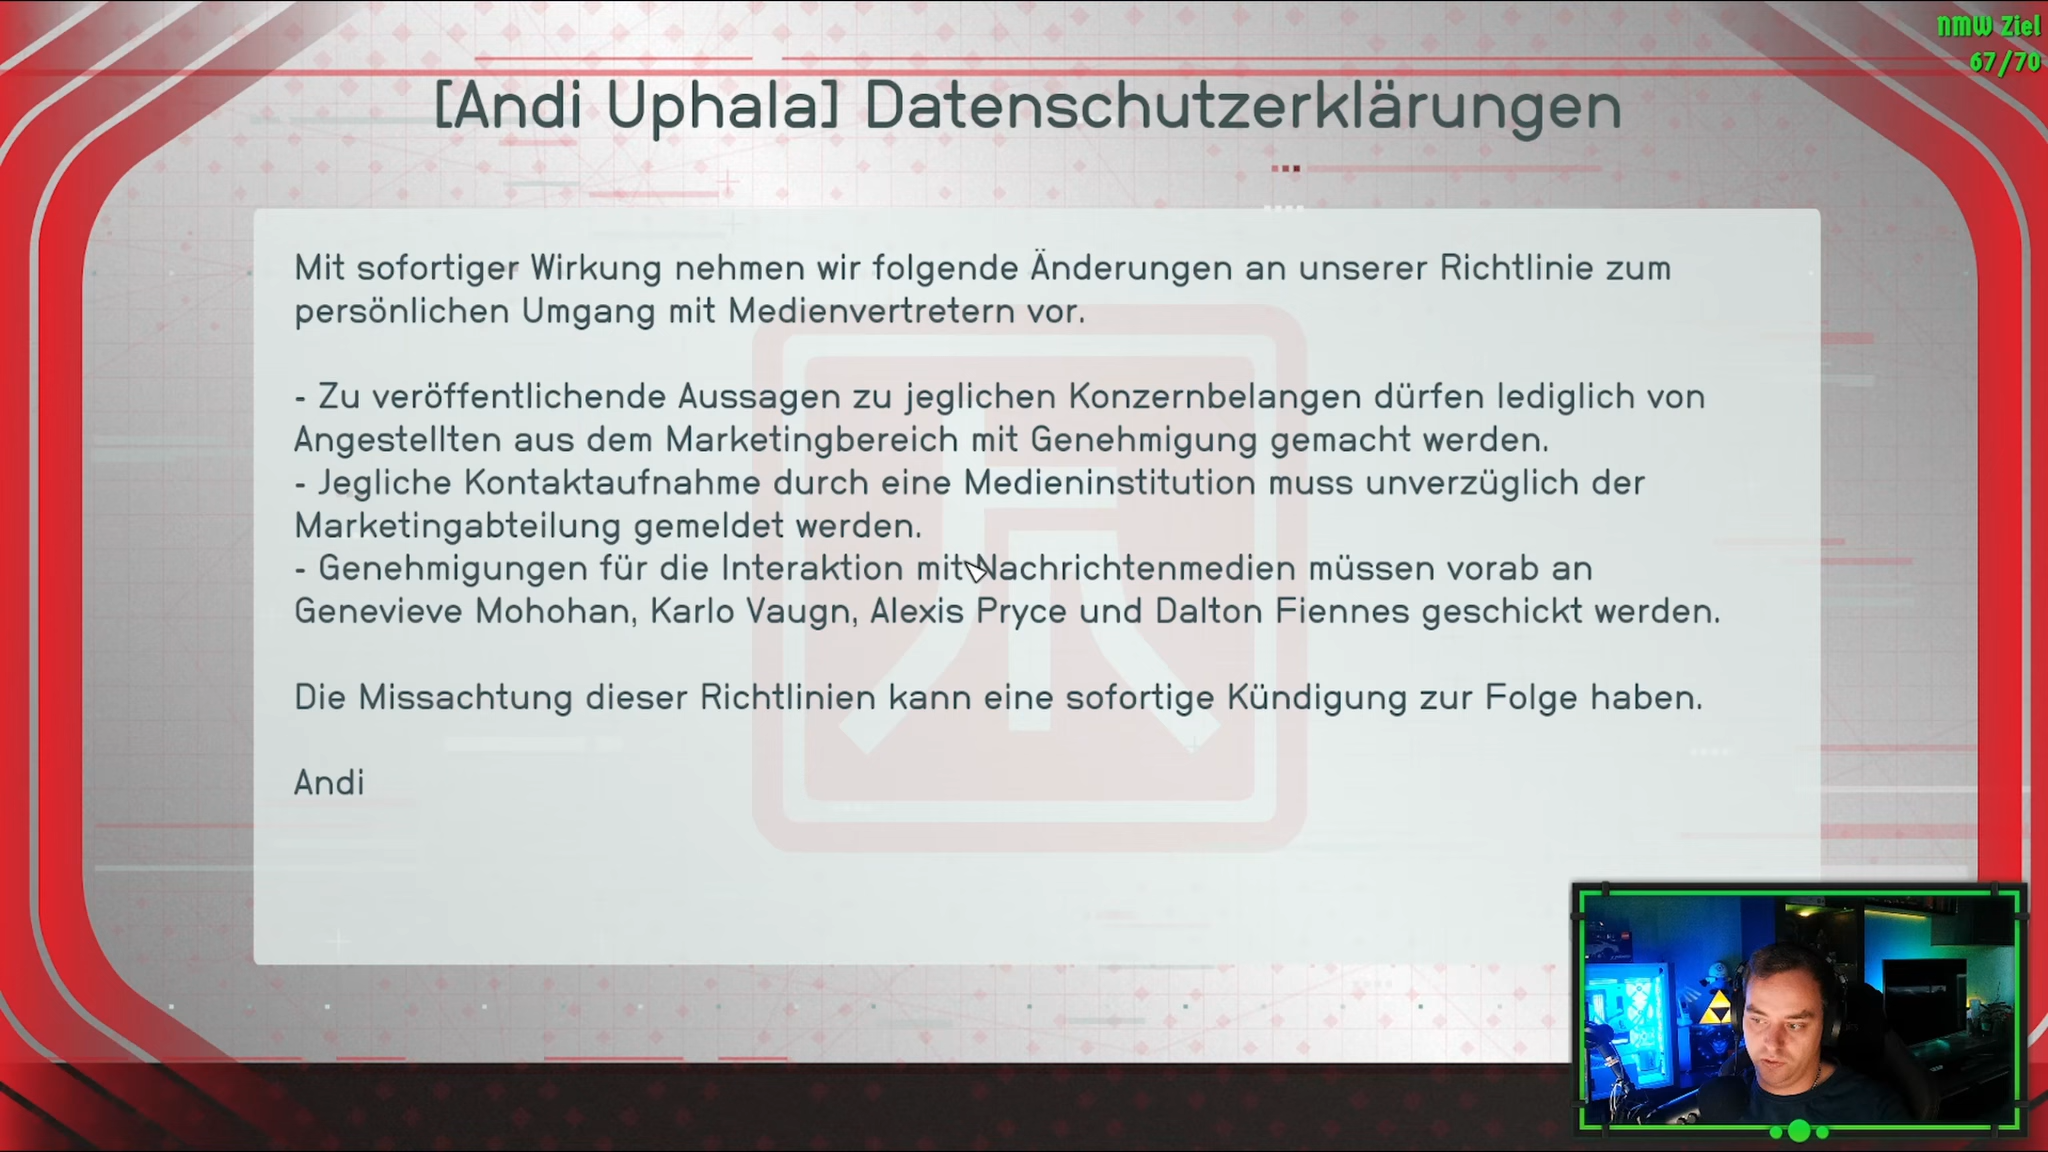 NMW Ziel
67/70
[Andi Uphala] Datenschutzerklärungen
Mit sofortiger Wirkung nehmen wir folgende Änderungen an unserer Richtlinie zum
persönlichen Umgang mit Medienvertretern vor.
- Zu veröffentlichende Aussagen zu jeglichen Konzernbelangen dürfen lediglich von
Angestellten aus dem Marketingbereich mit Genehmigung gemacht werden.
- Jegliche Kontaktaufnahme durch eine Medieninstitution muss unverzüglich der
Marketingabteilung gemeldet werden.
- Genehmigungen für die Interaktion mit Nachrichtenmedien müssen vorab an
Genevieve Mohohan, Karlo Vaugn, Alexis Pryce und Dalton Fiennes geschickt werden.
Die Missachtung dieser Richtlinien kann eine sofortige Kündigung zur Folge haben.
Andi